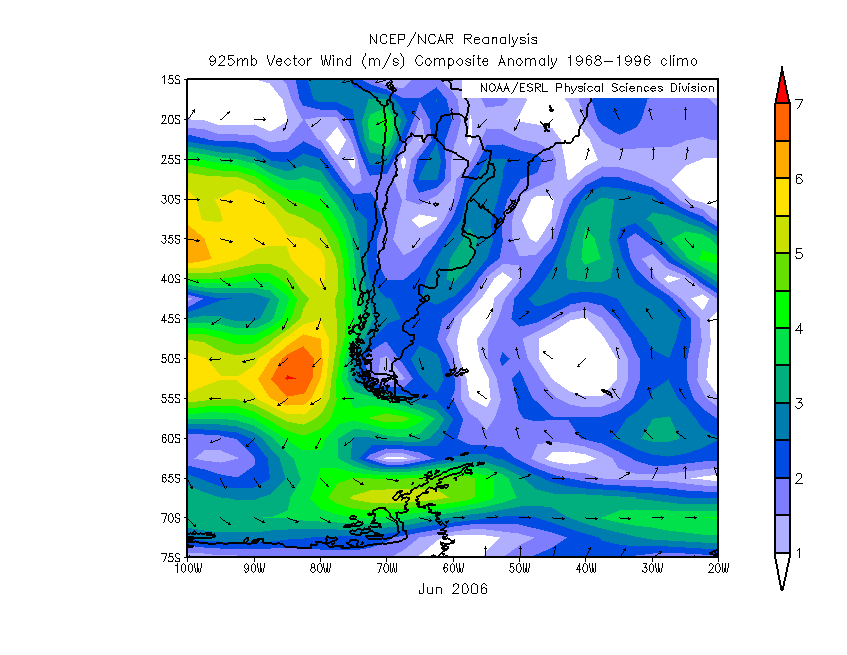 NCEP/NCAR Reanalysis
925mb Vector Wind (m/s) Composite Anomaly 1968-1996 climo
NOAA/ESRL Physical Sciences Division
15S
20S
25S
30S
35S
40S
45S
50S
55S
60S
65S
70S
75S
100W 90W 80W 70W 60W 50W 40W 30W 20W
Jun 2006
7
6
5
4
3
2
1